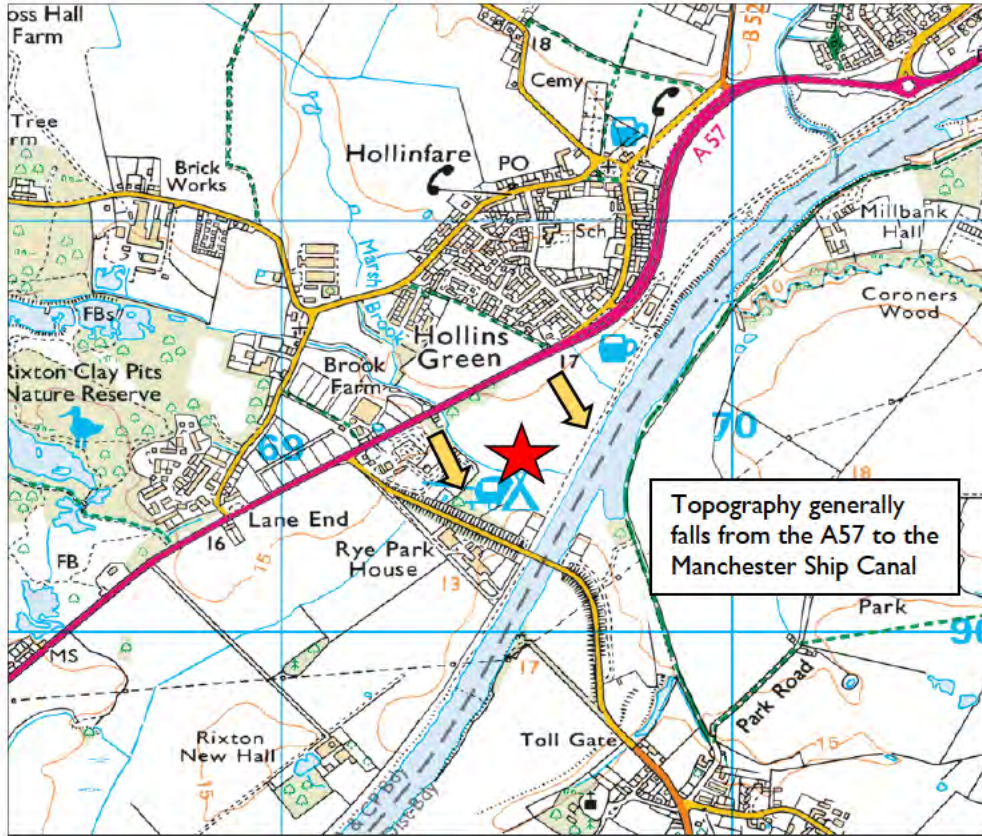 oss Hall
Farm
18
Cemy
B52
A57
Tree
rm
Brick
Works
Hollinfare
PO
Sch
Millbank
Hall
Marsh
Brook
10
Coroners
Wood
FBs
Hollins
Green
17
Rixton Clay Pits
Nature Reserve
Brook
Farm
69
70
18
Topography generally
falls from the A57 to the
Manchester Ship Canal
Lane End
16
15
Rye Park
House
13
FB
Park
90
MS
17
Park Road
Rixton
New Hall
15
Toll Gate
15